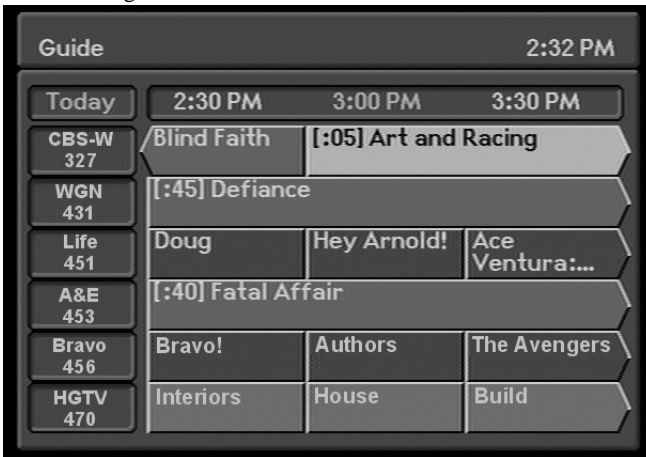 Guide 2:32 PM
Today 2:30 PM 3:00 PM 3:30 PM
CBS-W
327
Blind Faith [:05] Art and Racing
WGN
431
[:45] Defiance
Life
451
Doug Hey Arnold! Ace
Ventura:...
A&E
453
[:40] Fatal Affair
Bravo
456
Bravo! Authors The Avengers
HGTV
470
Interiors House Build